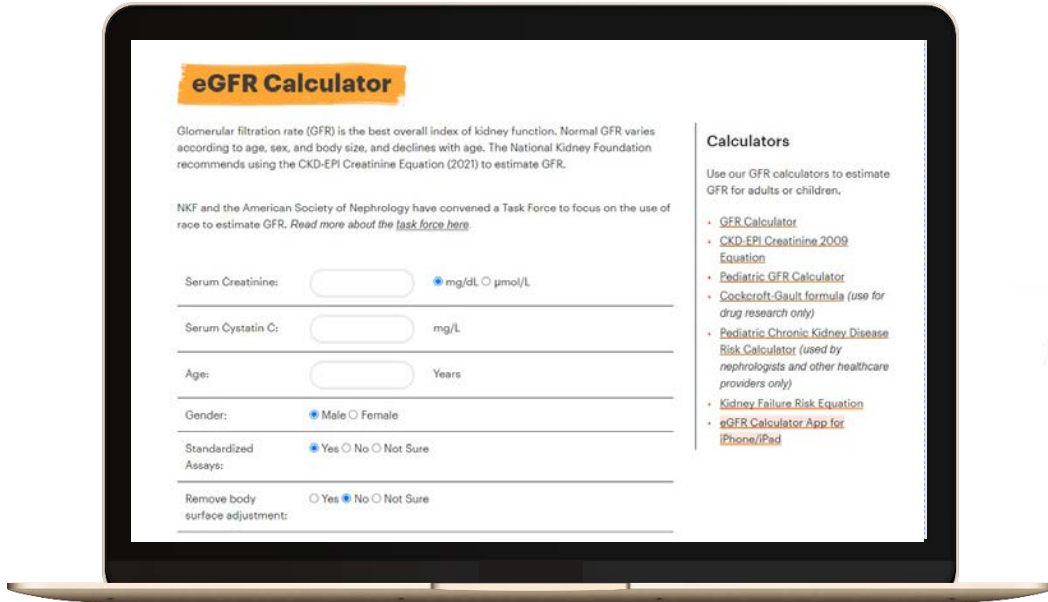 eGFR Calculator
Glomerular filtration rate (GFR) is the best overall index of kidney function. Normal GFR varies
according to age, sex, and body size, and declines with age. The National Kidney Foundation
recommends using the CKD-EPI Creatinine Equation (2021) to estimate GFR.
NKF and the American Society of Nephrology have convened a Task Force to focus on the use of
race to estimate GFR. Read more about the task force here.
Serum Creatinine: mg/dL µmol/L
Serum Cystatin C: mg/L
Age: Years
Gender: Male Female
Standardized Yes No Not Sure
Assays:
Remove body Yes No Not Sure
surface adjustment:
Calculators
Use our GFR calculators to estimate
GFR for adults or children.
GFR Calculator
CKD-EPI Creatinine 2009
Equation
Pediatric GFR Calculator
Cockcroft-Gault formula (use for
drug research only)
Pediatric Chronic Kidney Disease
Risk Calculator (used by
nephrologists and other healthcare
providers only)
Kidney Failure Risk Equation
eGFR Calculator App for
iPhone/iPad